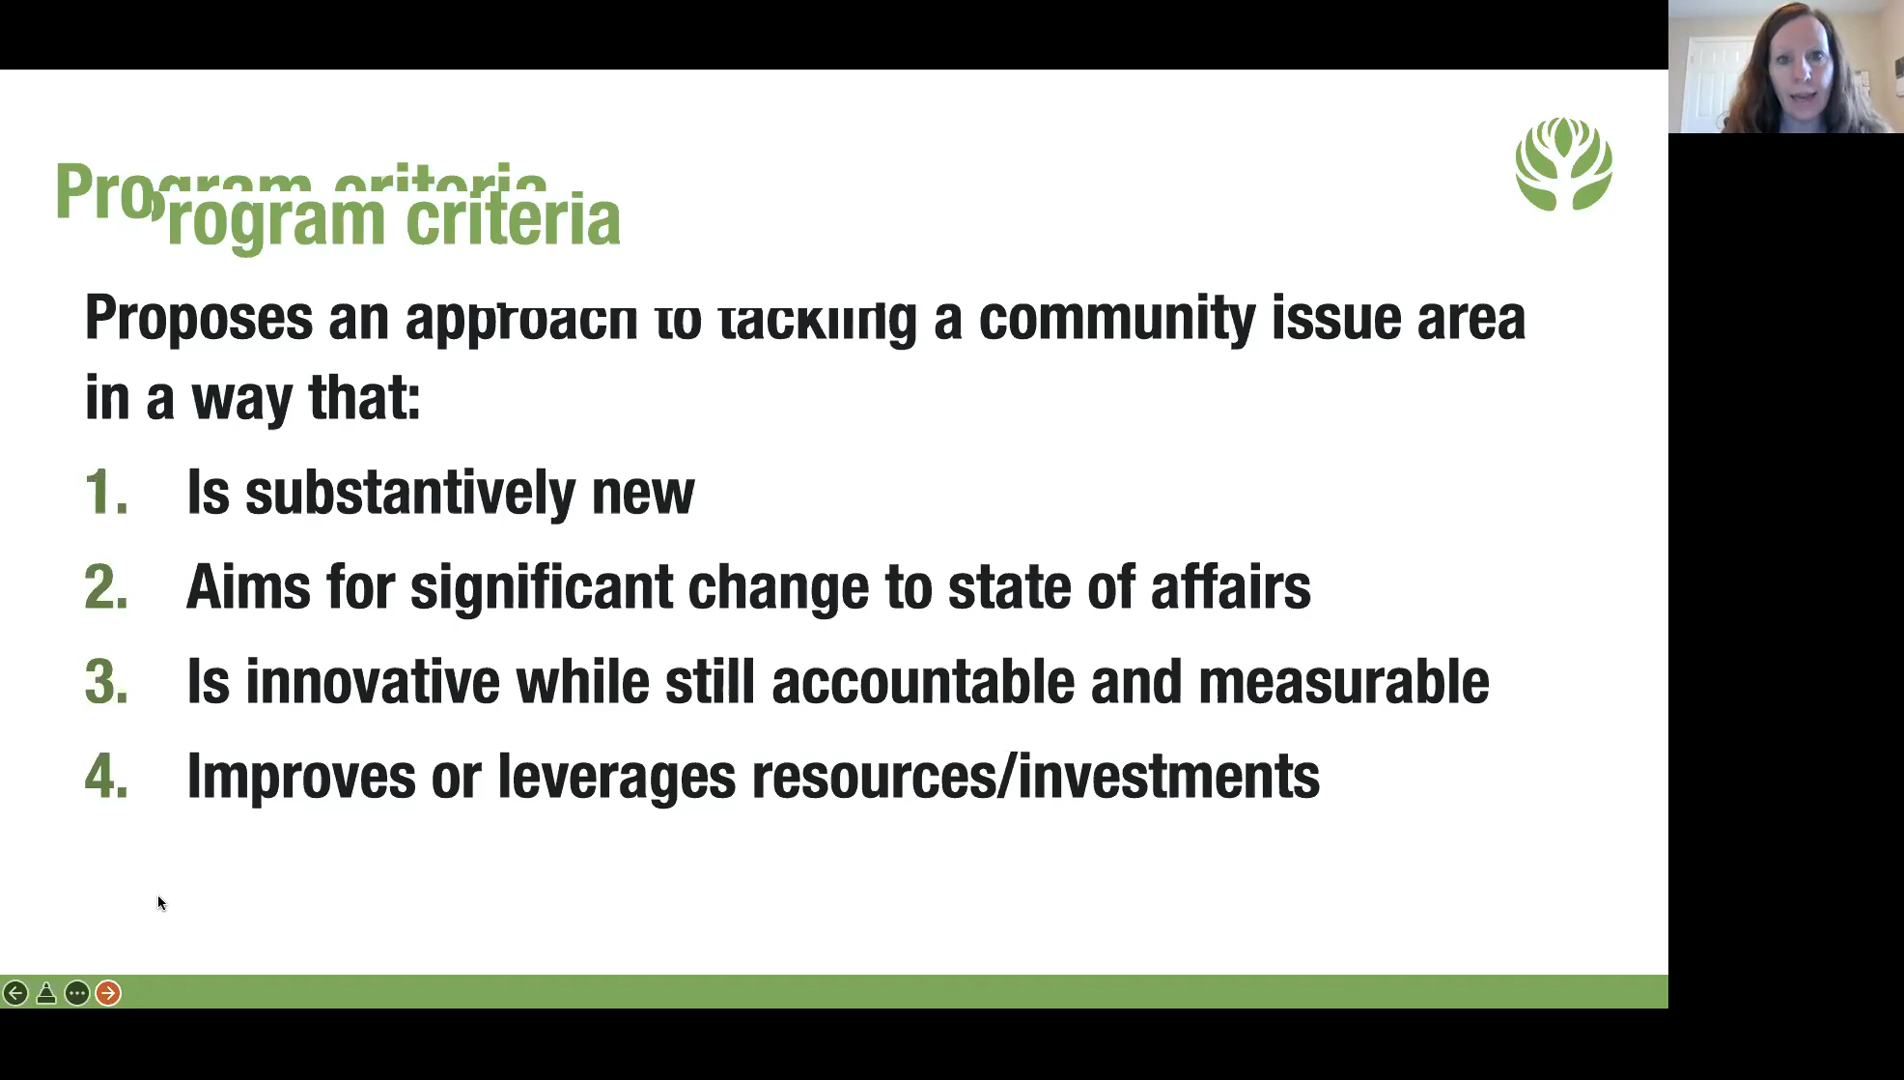 Program criteria
Program criteria
Proposes an approach to tackling a community issue area
in a way that:
1. Is substantively new
2. Aims for significant change to state of affairs
3. Is innovative while still accountable and measurable
4. Improves or leverages resources/investments